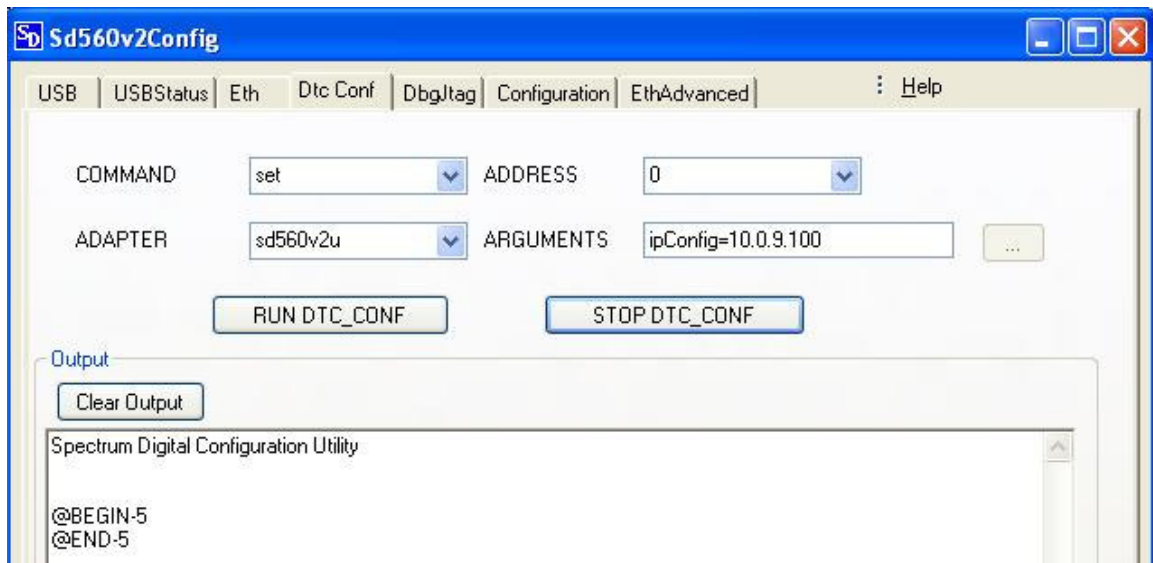 SD Sd560v2Config
USB USBStatus Eth Dtc Conf DbgJtag Configuration EthAdvanced Help
COMMAND set ADDRESS 0
ADAPTER sd560v2u ARGUMENTS ipConfig=10.0.9.100 ...
RUN DTC_CONF STOP DTC_CONF
Output
Clear Output
Spectrum Digital Configuration Utility
@BEGIN-5
@END-5